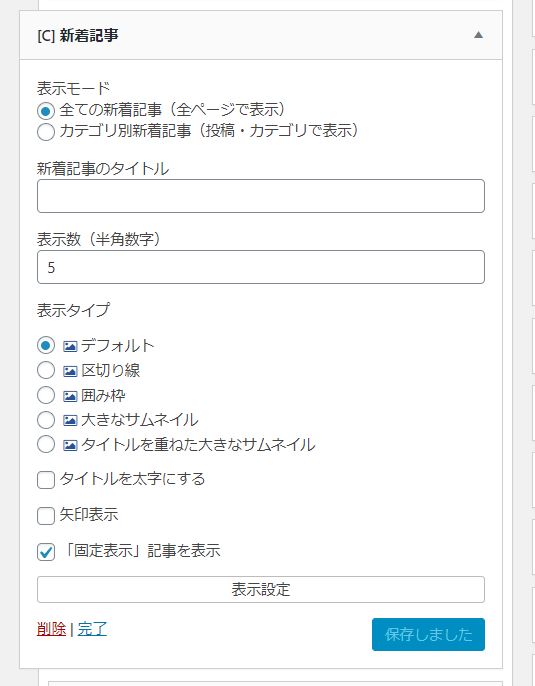 [C] 新着記事
表示モード
全ての新着記事（全ページで表示）
カテゴリ別新着記事（投稿・カテゴリで表示）
新着記事のタイトル
表示数（半角数字）
5
表示タイプ
デフォルト
区切り線
囲み枠
大きなサムネイル
タイトルを重ねた大きなサムネイル
タイトルを太字にする
矢印表示
「固定表示」記事を表示
表示設定
削除 | 完了 保存しました